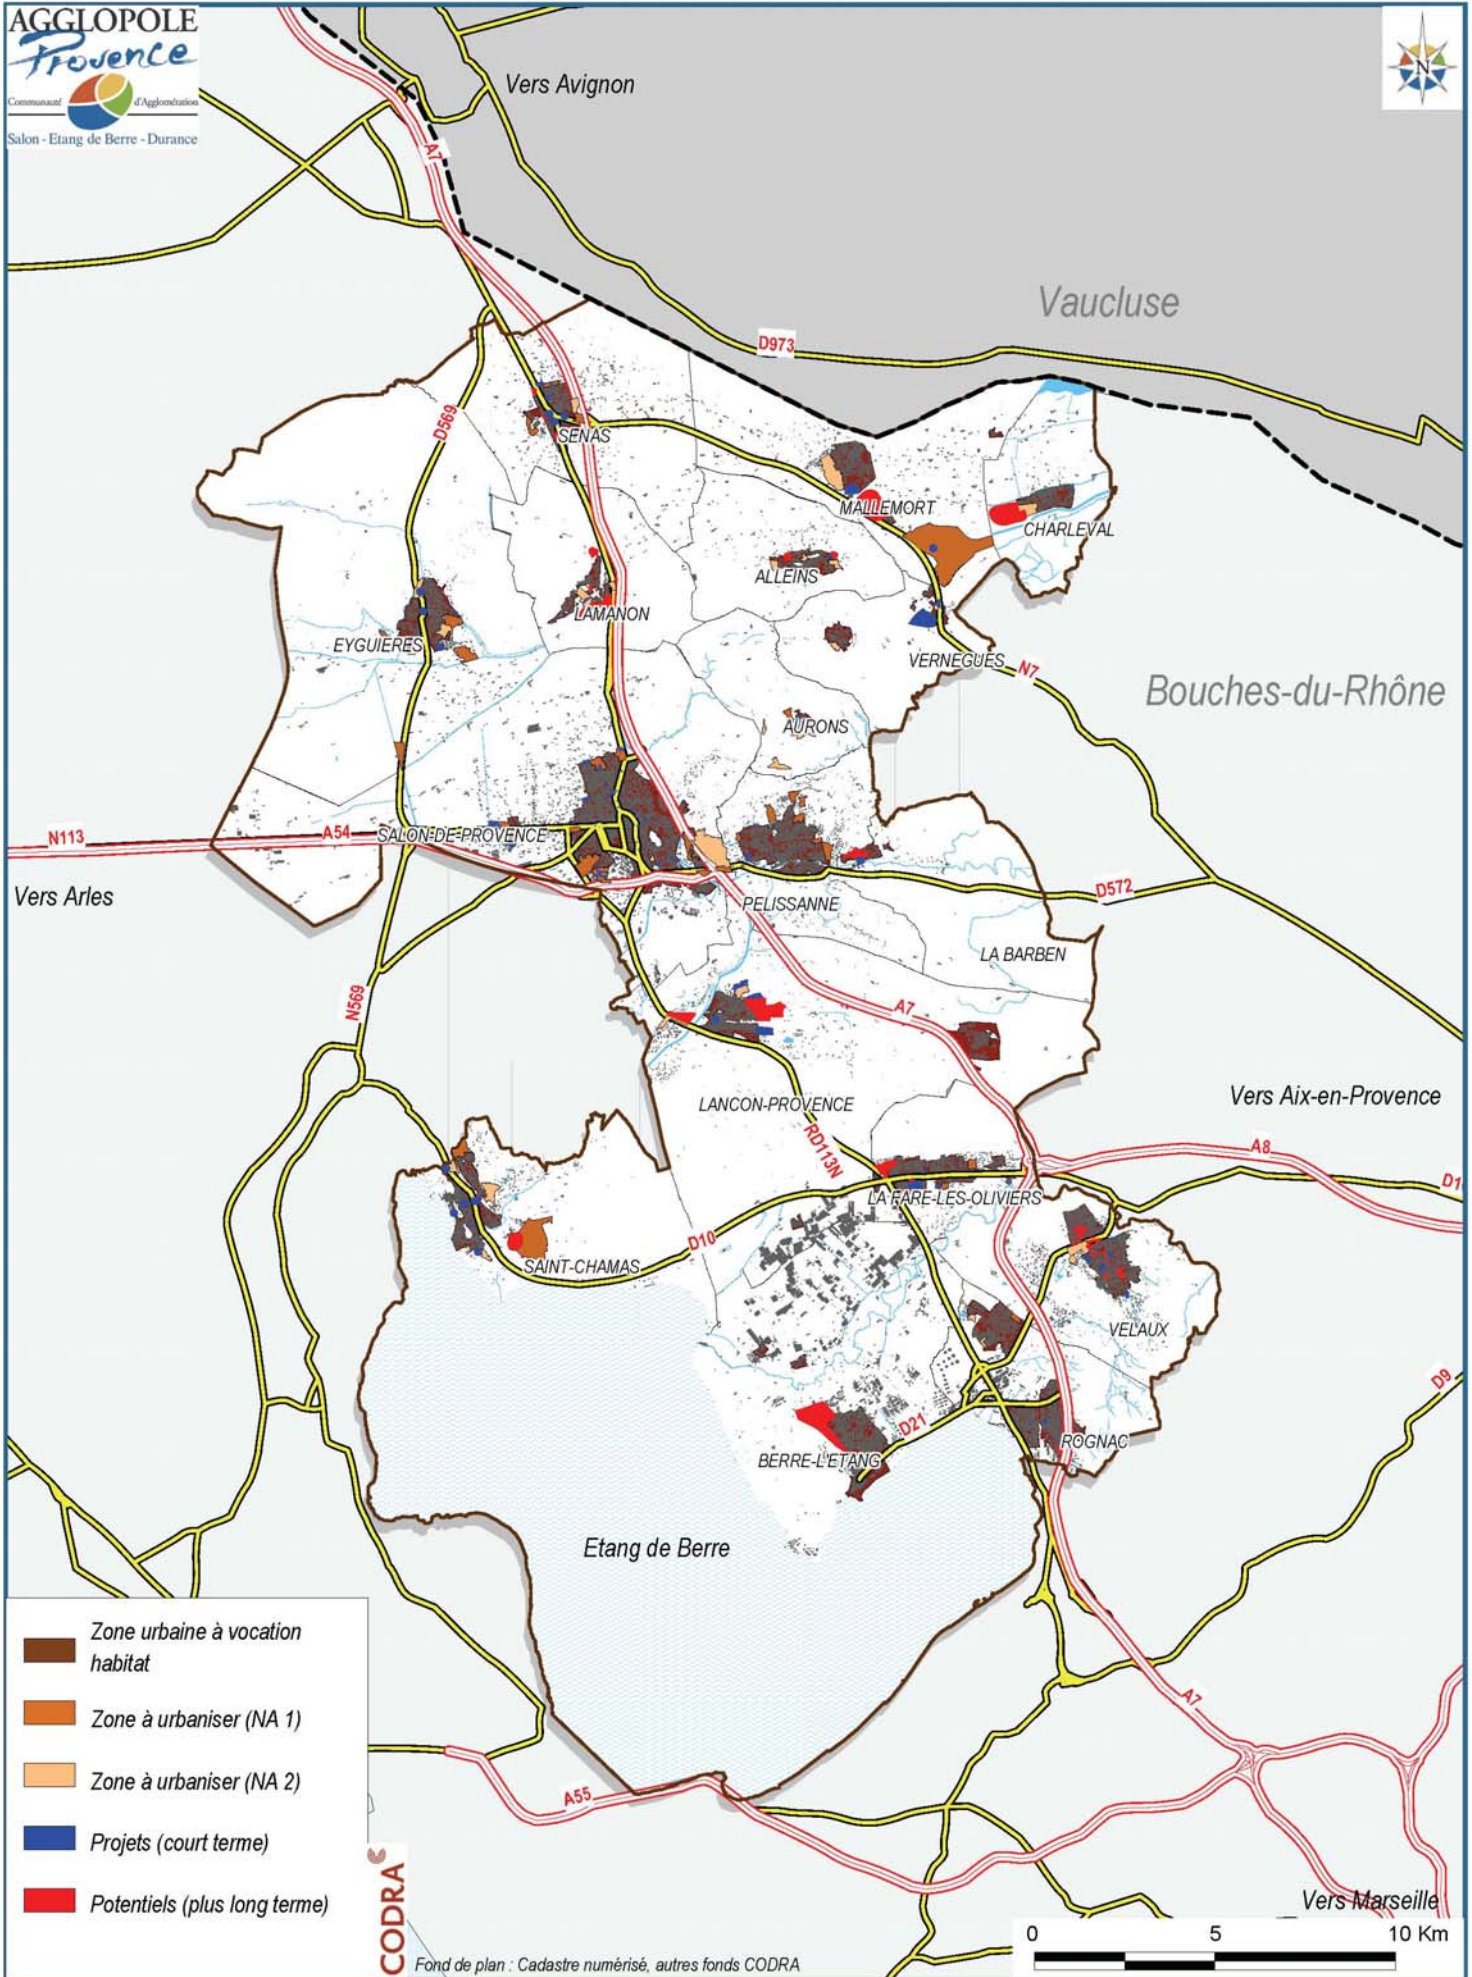 AGGLOPOLE
Provence
Communauté d'Agglomération
Salon - Etang de Berre - Durance
N
Vers Avignon
A7
Vaucluse
D973
D569
SENAS
MALLEMORT
CHARLEVAL
ALLEINS
LAMANON
EYGUIERES
VERNEGUES
N7
Bouches-du-Rhône
AURONS
N113
A54
SALON-DE-PROVENCE
Vers Arles
D572
PELISSANNE
LA BARBEN
N569
A7
Vers Aix-en-Provence
LANCON-PROVENCE
RD113N
A8
D1
LA FARE-LES-OLIVIERS
D10
SAINT-CHAMAS
VELAUX
D9
D21
ROGNAC
BERRE-L'ETANG
Etang de Berre
Zone urbaine à vocation
habitat
Zone à urbaniser (NA 1)
Zone à urbaniser (NA 2)
Projets (court terme)
Potentiels (plus long terme)
A7
A55
CODRA
Vers Marseille
0 5 10 Km
Fond de plan : Cadastre numérisé, autres fonds CODRA